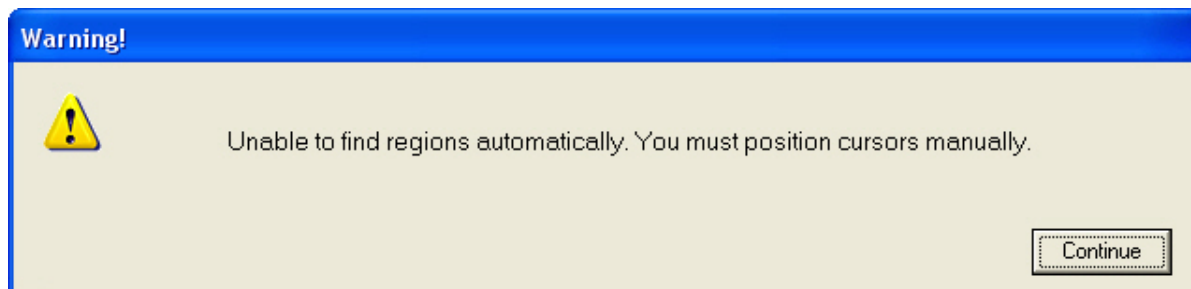 Warning!
Unable to find regions automatically. You must position cursors manually.
Continue